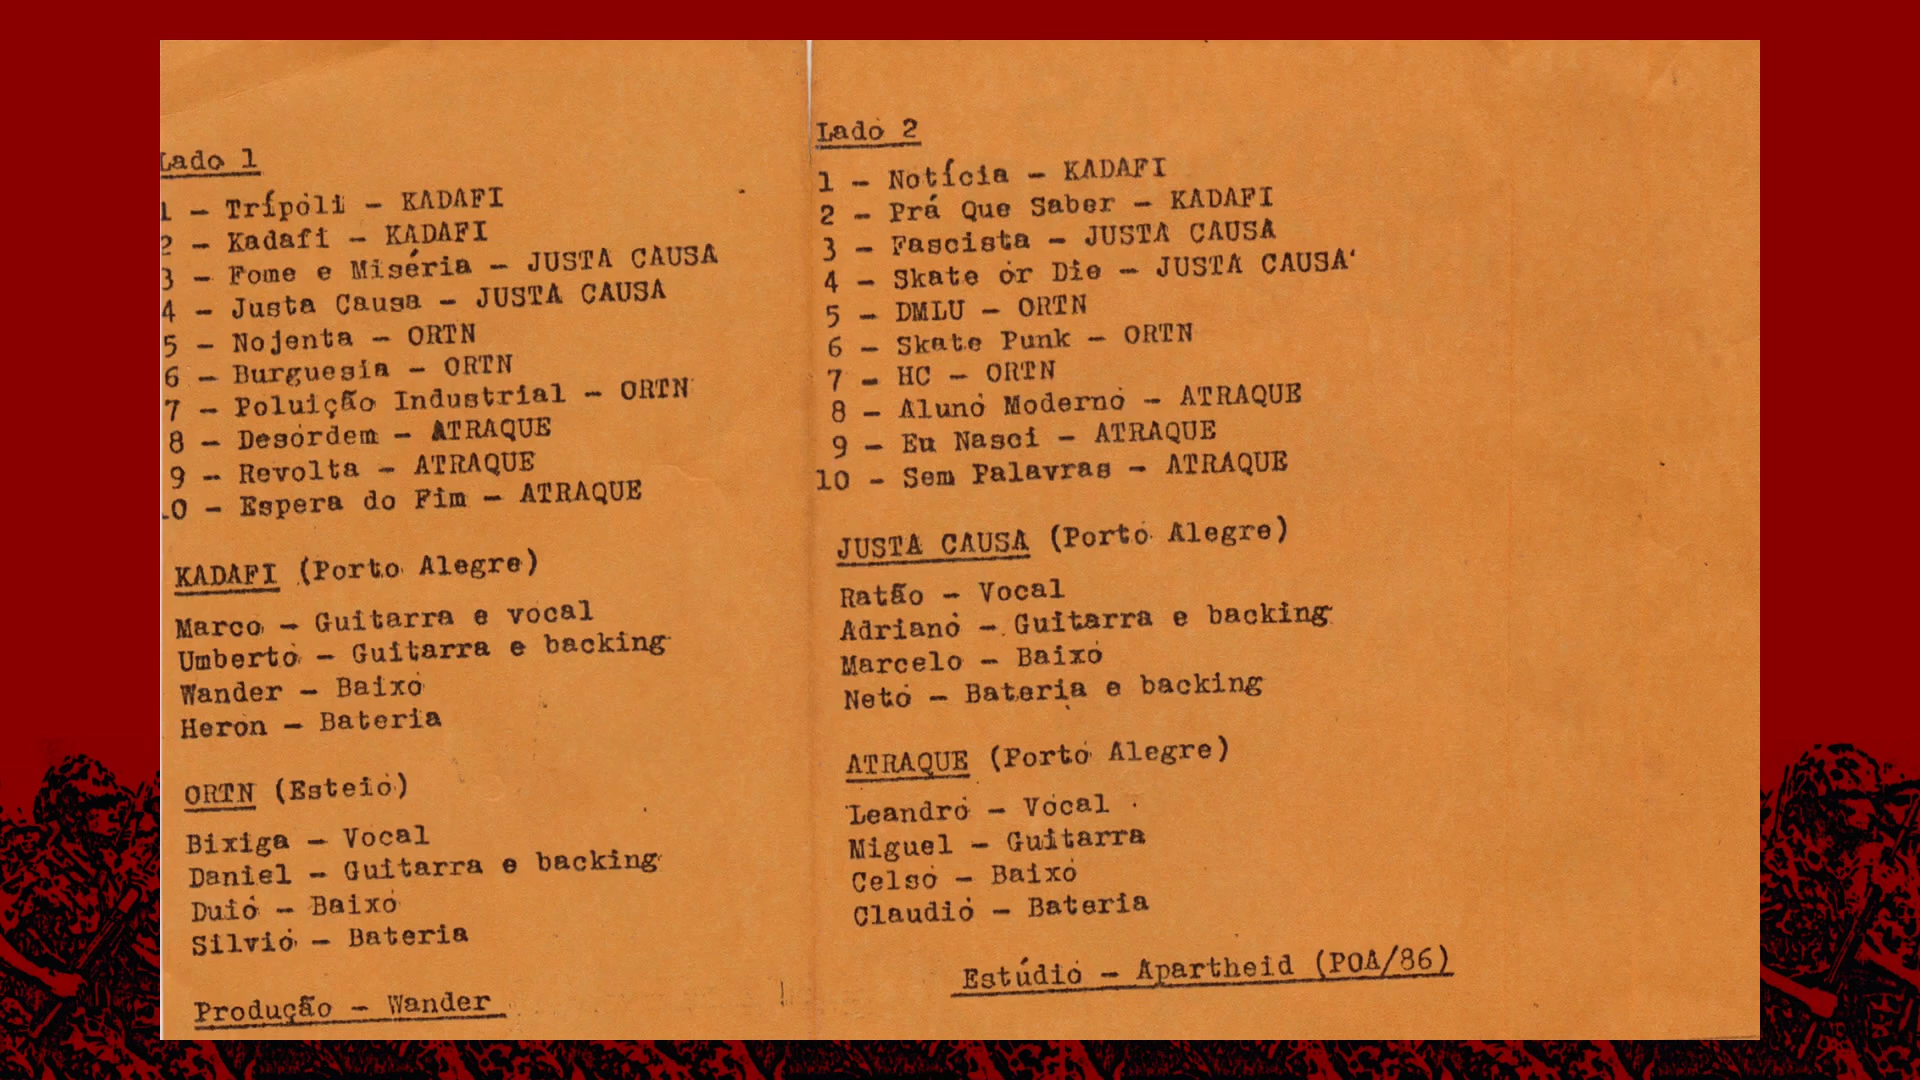 Lado 1
1 - Trípoli - KADAFI
2 - Kadafi - KADAFI
3 - Fome e Miséria - JUSTA CAUSA
4 - Justa Causa - JUSTA CAUSA
5 - Nojenta - ORTN
6 - Burguesia - ORTN
7 - Poluição Industrial - ORTN
8 - Desordem - ATRAQUE
9 - Revolta - ATRAQUE
10 - Espera do Fim - ATRAQUE
KADAFI (Porto Alegre)
Marco - Guitarra e vocal
Umberto - Guitarra e backing
Wander - Baixo
Heron - Bateria
ORTN (Esteio)
Bixiga - Vocal
Daniel - Guitarra e backing
Duio - Baixo
Silvio - Bateria
Produção - Wander
Lado 2
1 - Notícia - KADAFI
2 - Prá Que Saber - KADAFI
3 - Fascista - JUSTA CAUSA
4 - Skate or Die - JUSTA CAUSA
5 - DMLU - ORTN
6 - Skate Punk - ORTN
7 - HC - ORTN
8 - Aluno Moderno - ATRAQUE
9 - Eu Nasci - ATRAQUE
10 - Sem Palavras - ATRAQUE
JUSTA CAUSA (Porto Alegre)
Ratão - Vocal
Adriano - Guitarra e backing
Marcelo - Baixo
Neto - Bateria e backing
ATRAQUE (Porto Alegre)
Leandro - Vocal
Miguel - Guitarra
Celso - Baixo
Claudio - Bateria
Estúdio - Apartheid (POA/86)